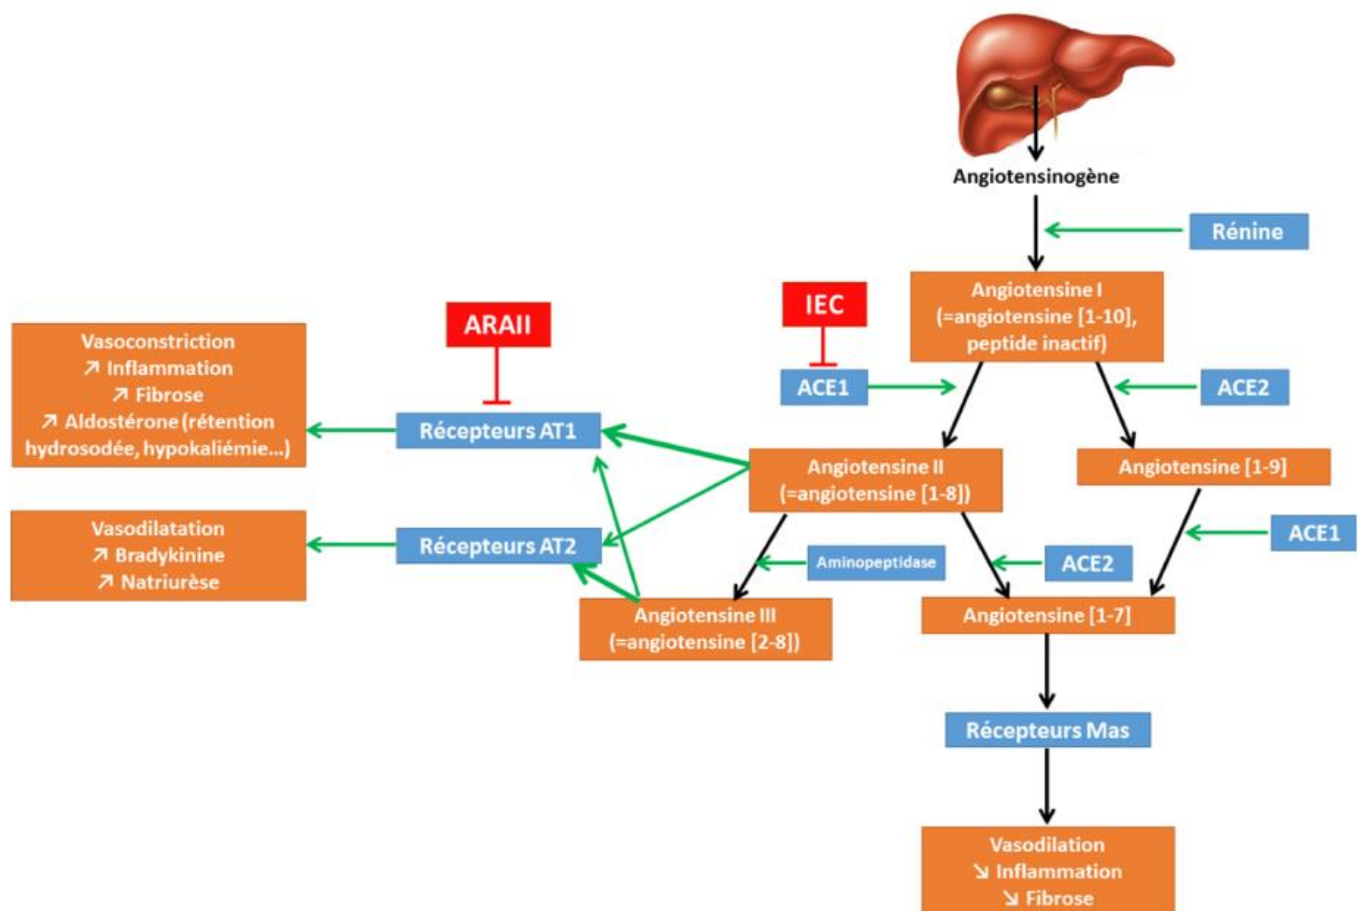 Angiotensinogène
Rénine
Angiotensine I
(=angiotensine [1-10],
peptide inactif)
IEC
ARAII
ACE1
ACE2
Vasoconstriction
↗ Inflammation
↗ Fibrose
↗ Aldostérone (rétention
hydrosodée, hypokaliémie...)
Récepteurs AT1
Angiotensine II
(=angiotensine [1-8])
Angiotensine [1-9]
Vasodilatation
↗ Bradykinine
↗ Natriurèse
Récepteurs AT2
Aminopeptidase
ACE2
ACE1
Angiotensine III
(=angiotensine [2-8])
Angiotensine [1-7]
Récepteurs Mas
Vasodilation
↘ Inflammation
↘ Fibrose